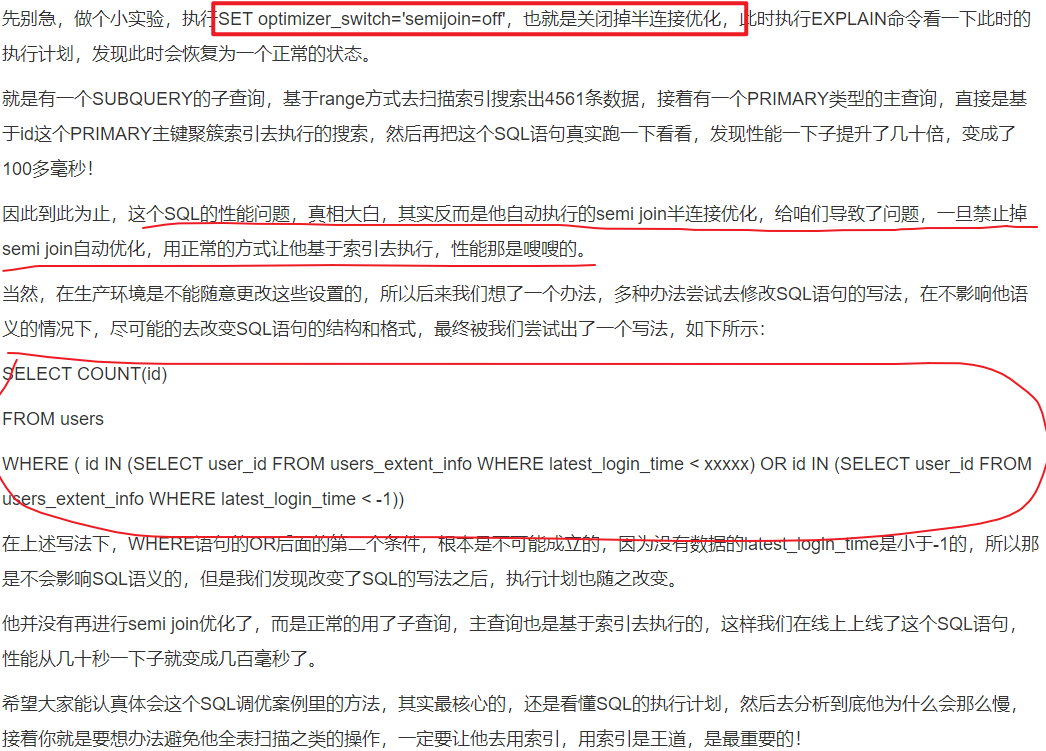 先别急，做个小实验，执行SET optimizer_switch='semijoin=off'，也就是关闭掉半连接优化，此时执行EXPLAIN命令看一下此时的
执行计划，发现此时会恢复为一个正常的状态。
就是有一个SUBQUERY的子查询，基于range方式去扫描索引搜索出4561条数据，接着有一个PRIMARY类型的主查询，直接是基
于id这个PRIMARY主键聚簇索引去执行的搜索，然后再把这个SQL语句真实跑一下看看，发现性能一下子提升了几十倍，变成了
100多毫秒！
因此到此为止，这个SQL的性能问题，真相大白，其实反而是他自动执行的semi join半连接优化，给咱们导致了问题，一旦禁止掉
semi join自动优化，用正常的方式让他基于索引去执行，性能那是嗖嗖的。
当然，在生产环境是不能随意更改这些设置的，所以后来我们想了一个办法，多种办法尝试去修改SQL语句的写法，在不影响他语
义的情况下，尽可能的去改变SQL语句的结构和格式，最终被我们尝试出了一个写法，如下所示：
SELECT COUNT(id)
FROM users
WHERE ( id IN (SELECT user_id FROM users_extent_info WHERE latest_login_time < xxxxx) OR id IN (SELECT user_id FROM
users_extent_info WHERE latest_login_time < -1))
在上述写法下，WHERE语句的OR后面的第二个条件，根本是不可能成立的，因为没有数据的latest_login_time是小于-1的，所以那
是不会影响SQL语义的，但是我们发现改变了SQL的写法之后，执行计划也随之改变。
他并没有再进行semi join优化了，而是正常的用了子查询，主查询也是基于索引去执行的，这样我们在线上上线了这个SQL语句，
性能从几十秒一下子就变成几百毫秒了。
希望大家能认真体会这个SQL调优案例里的方法，其实最核心的，还是看懂SQL的执行计划，然后去分析到底他为什么会那么慢，
接着你就是要想办法避免他全表扫描之类的操作，一定要让他去用索引，用索引是王道，是最重要的！